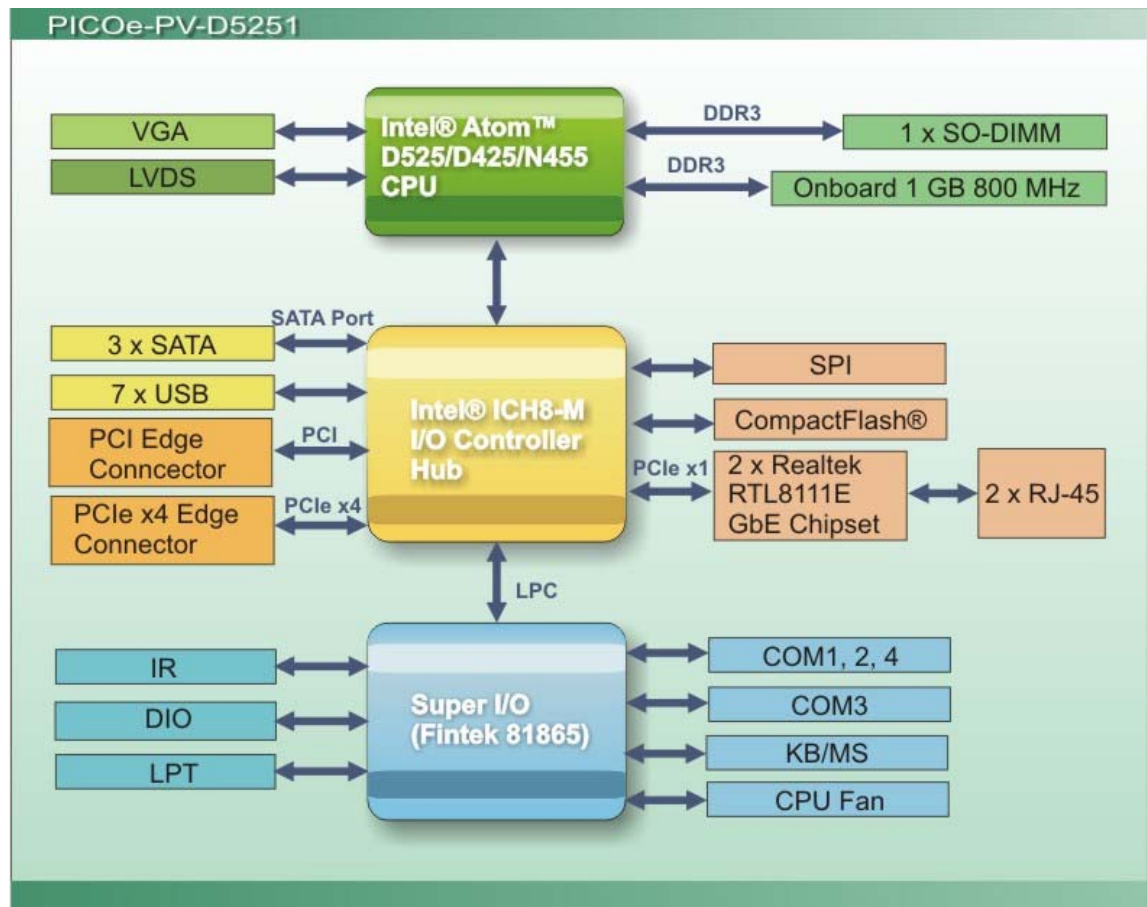 PICOe-PV-D5251
VGA
LVDS
Intel® Atom™
D525/D425/N455
CPU
DDR3
1 x SO-DIMM
DDR3
Onboard 1 GB 800 MHz
SATA Port
3 x SATA
7 x USB
PCI Edge
Conncector
PCI
PCIe x4 Edge
Connector
PCIe x4
Intel® ICH8-M
I/O Controller
Hub
SPI
CompactFlash®
PCIe x1
2 x Realtek
RTL8111E
GbE Chipset
2 x RJ-45
LPC
IR
DIO
LPT
Super I/O
(Fintek 81865)
COM1, 2, 4
COM3
KB/MS
CPU Fan